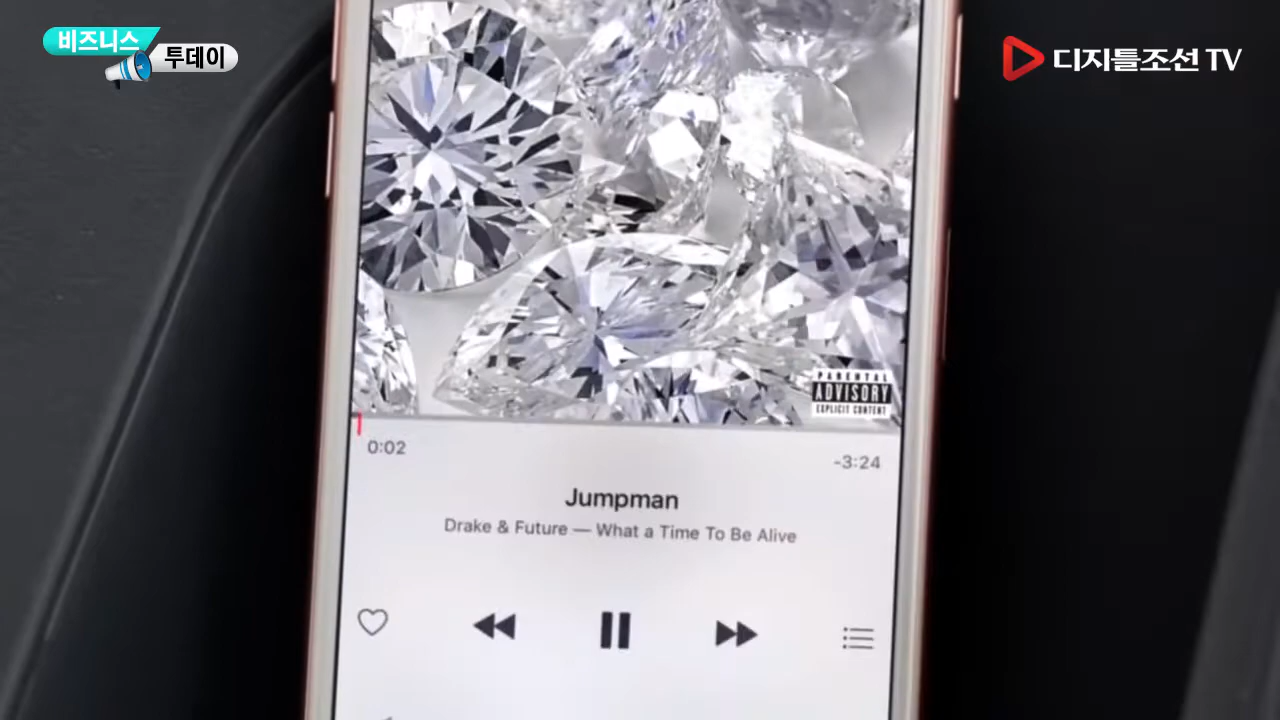 비즈니스
투데이
디지틀조선 TV
PARENTAL
ADVISORY
EXPLICIT CONTENT
0:02
-3:24
Jumpman
Drake & Future — What a Time To Be Alive